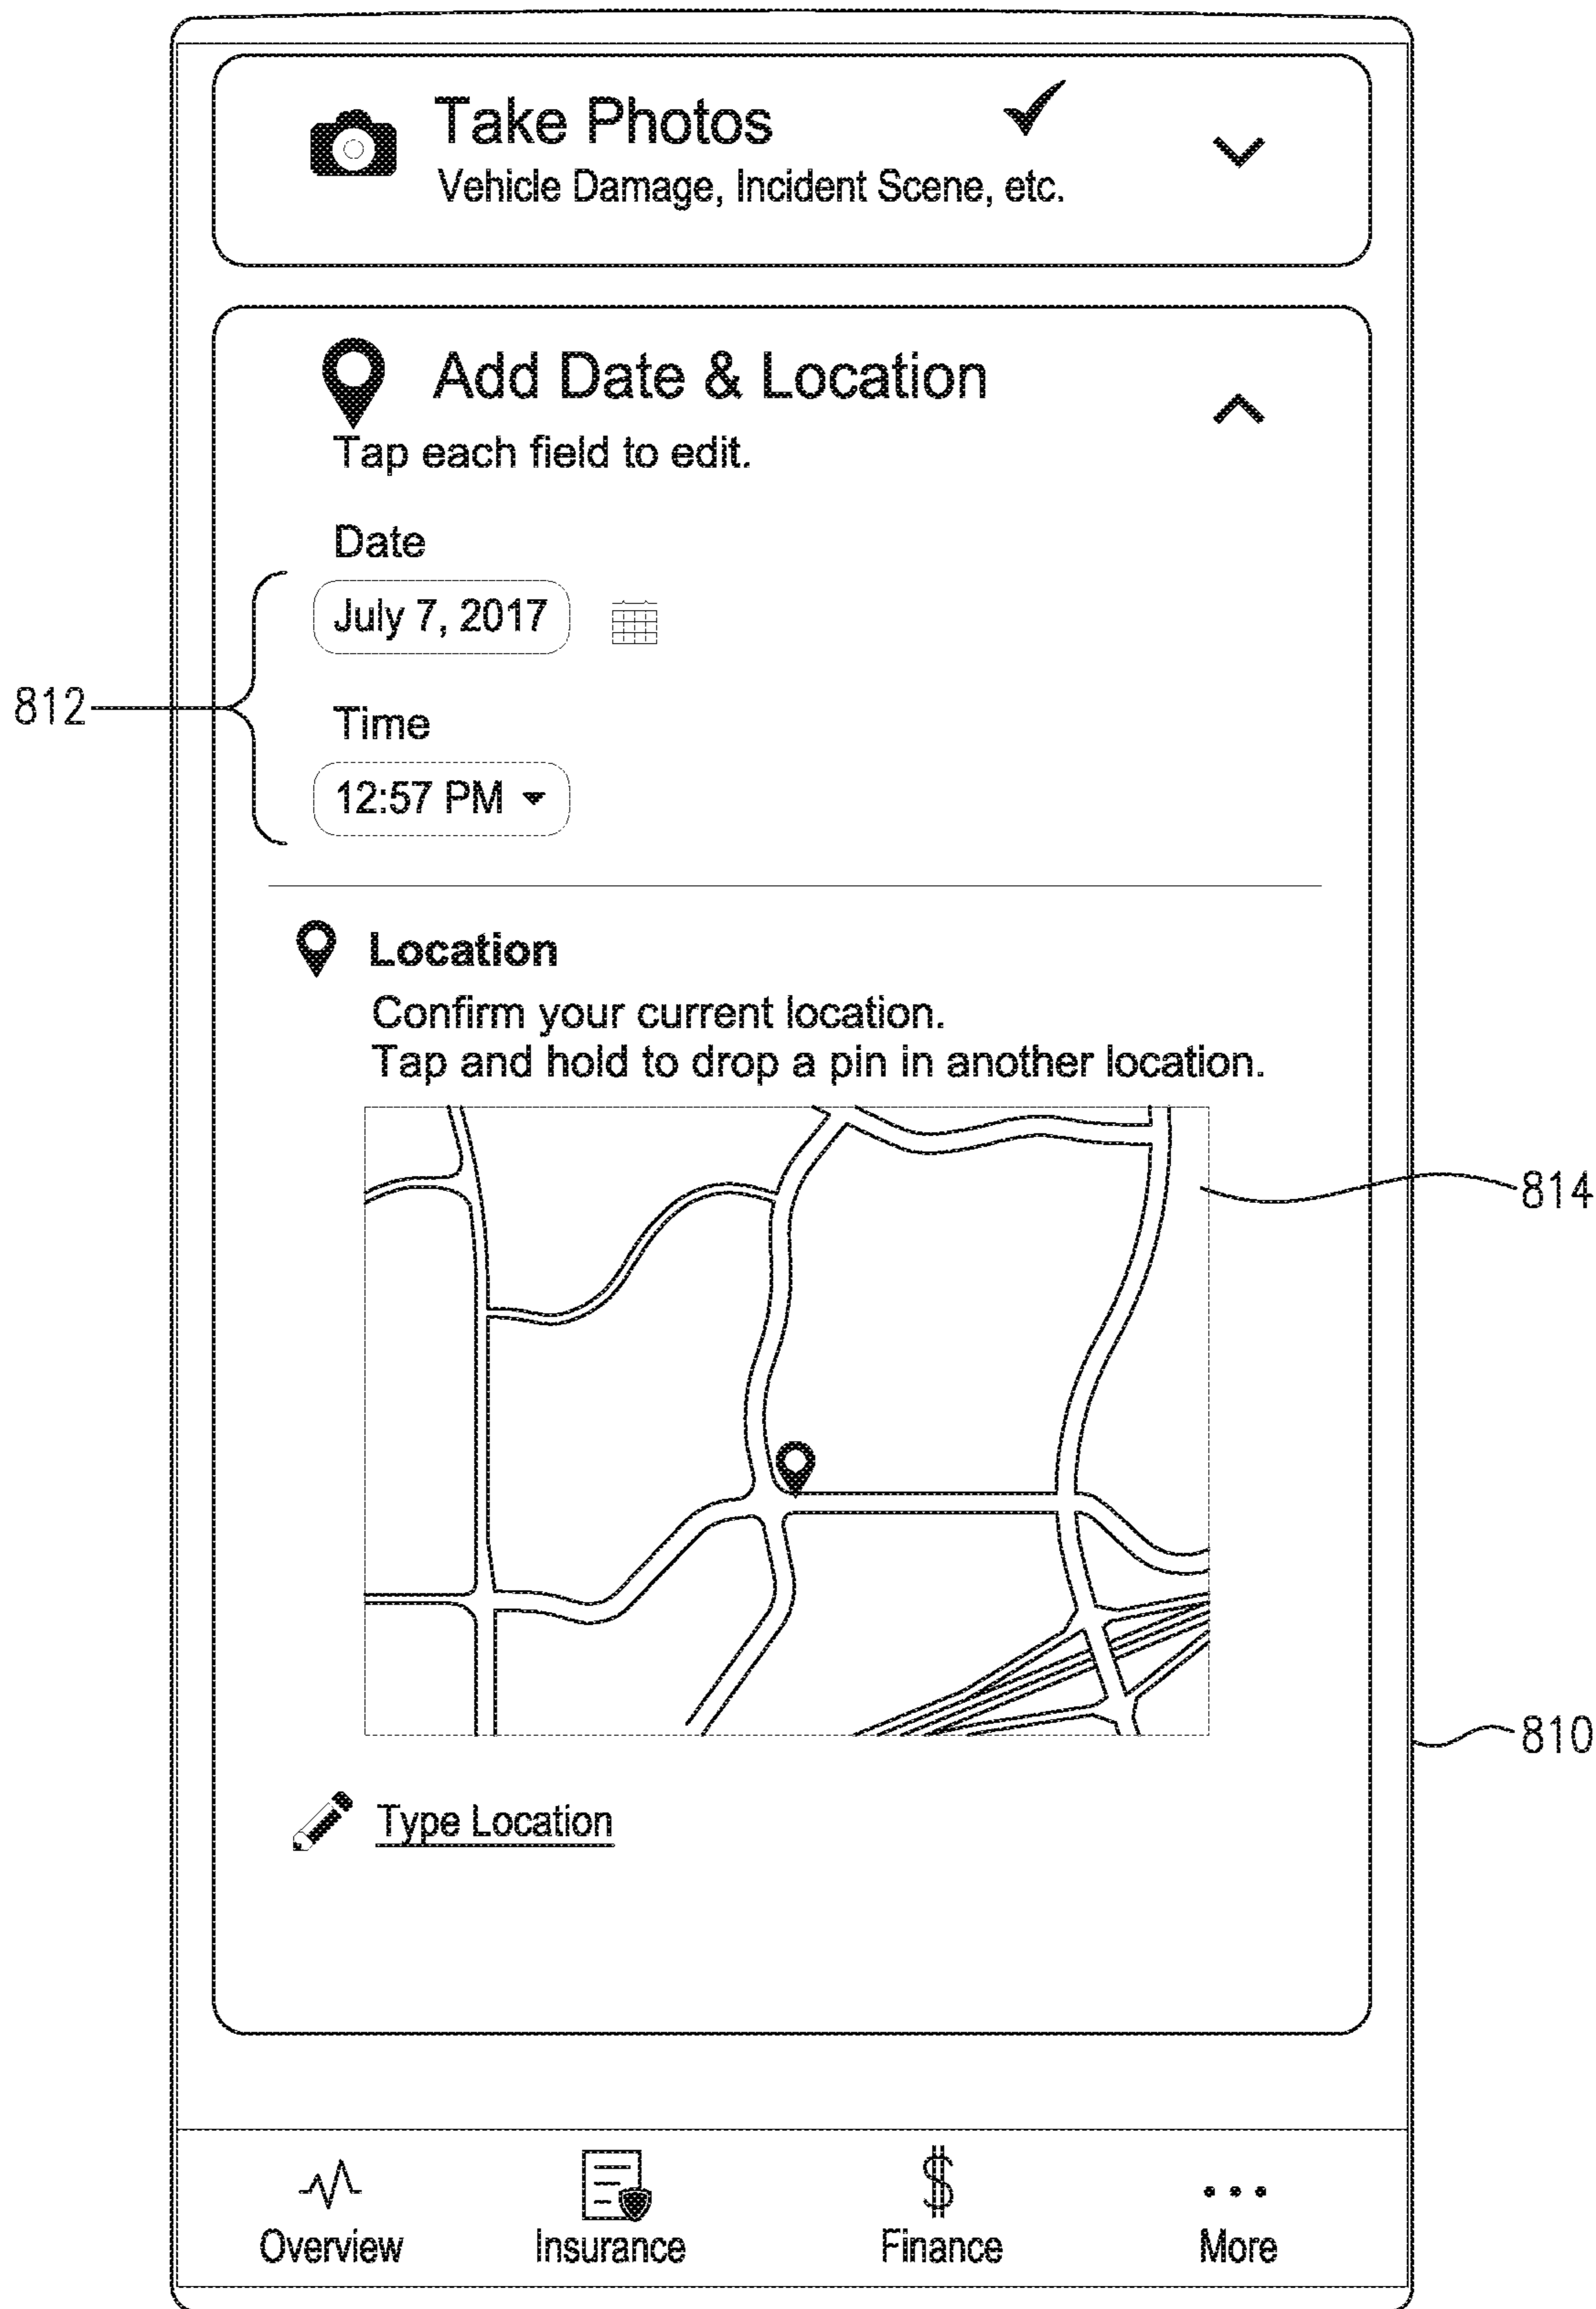 Take Photos
Vehicle Damage, Incident Scene, etc.
Add Date & Location
Tap each field to edit.
Date
July 7, 2017
812
Time
12:57 PM
Location
Confirm your current location.
Tap and hold to drop a pin in another location.
814
810
Type Location
Overview
Insurance
Finance
More